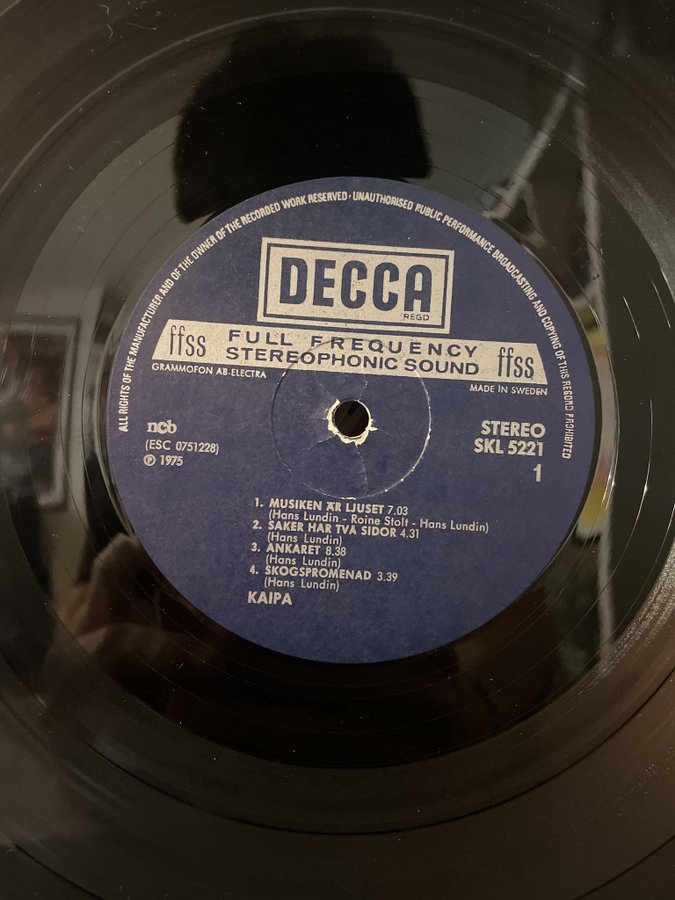 ALL RIGHTS OF THE MANUFACTURER AND OF THE OWNER OF THE RECORDED WORK RESERVED · UNAUTHORISED PUBLIC PERFORMANCE BROADCASTING AND COPYING OF THIS RECORD PROHIBITED
DECCA
REGD
ffss FULL FREQUENCY STEREOPHONIC SOUND ffss
GRAMMOFON AB ELECTRA
MADE IN SWEDEN
ncb
(ESC 0751228)
℗ 1975
STEREO
SKL 5221
1
1. MUSIKEN ÄR LJUSET 7.03
(Hans Lundin - Roine Stolt - Hans Lundin)
2. SAKER HAR TVÅ SIDOR 4.31
(Hans Lundin)
3. ANKARET 8.38
(Hans Lundin)
4. SKOGSPROMENAD 3.39
(Hans Lundin)
KAIPA